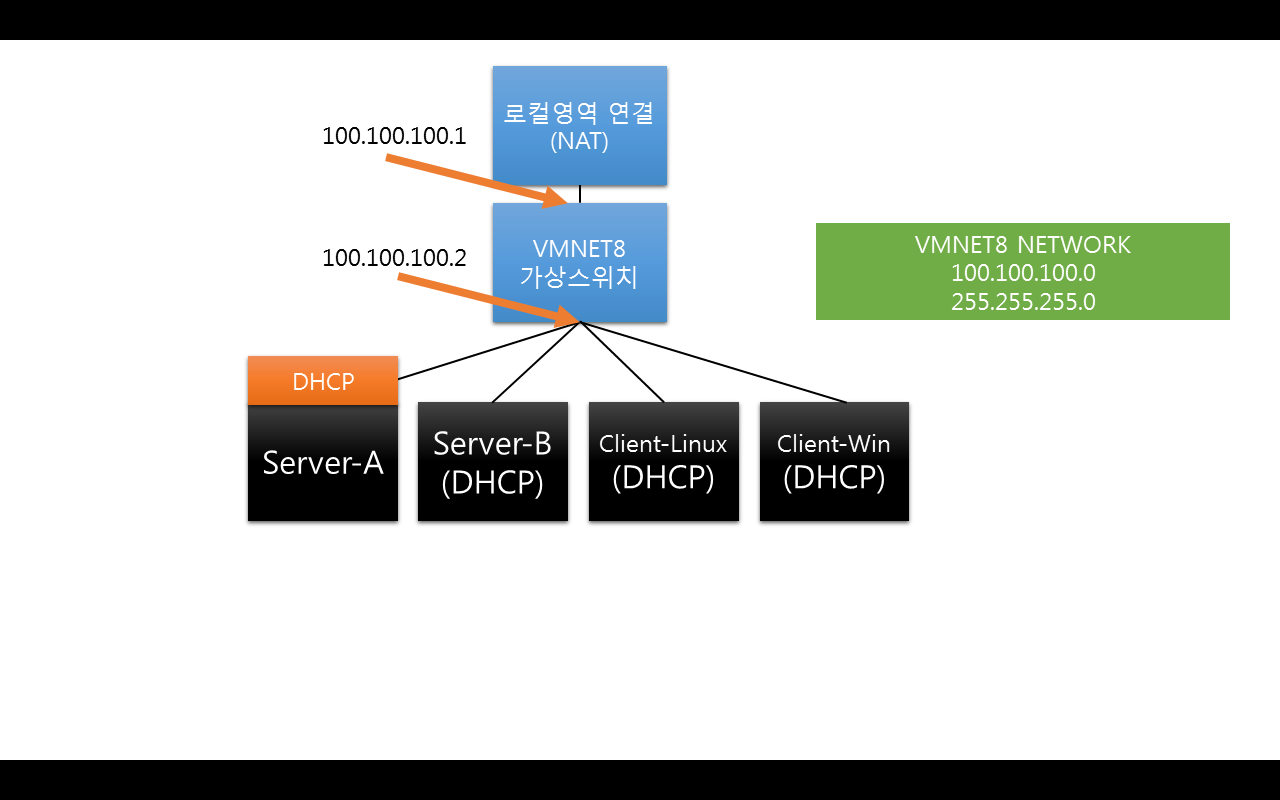 로컬영역 연결
(NAT)
100.100.100.1
VMNET8
가상스위치
100.100.100.2
VMNET8 NETWORK
100.100.100.0
255.255.255.0
DHCP
Server-A
Server-B
(DHCP)
Client-Linux
(DHCP)
Client-Win
(DHCP)